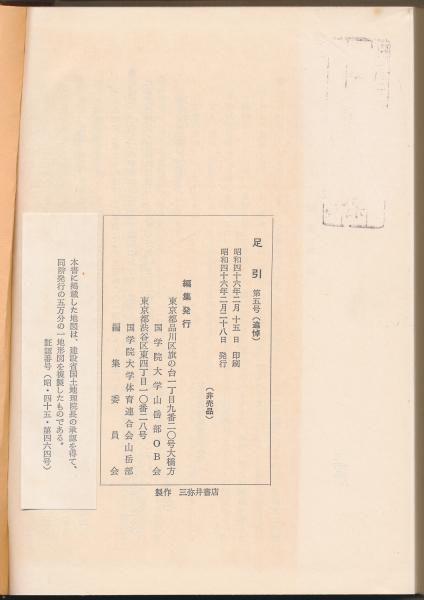 足引 第五号（追悼）
昭和四十六年二月十五日 印刷
昭和四十六年二月二十八日 発行
（非売品）
編集発行
東京都品川区旗の台一丁目九番二〇号大橋方
国学院大学山岳部OB会
東京都渋谷区東四丁目一〇番二八号
国学院大学体育連合会山岳部
編集委員会
製作 三弥井書店
本書に掲載した地図は、建設省国土地理院長の承認を得て、
同院発行の五万分の一地形図を複製したものである。
証認番号（昭・四十五・第四六四号）